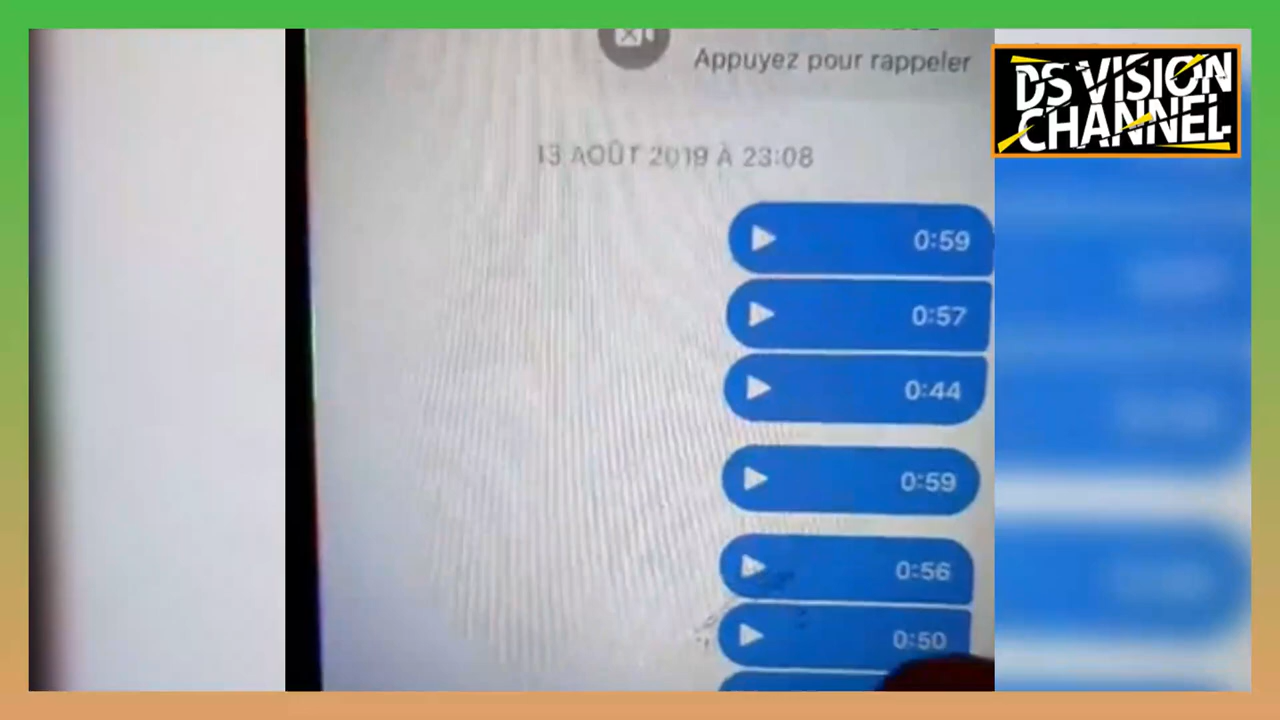 Appuyez pour rappeler
DS VISION
CHANNEL
13 AOÛT 2019 À 23:08
0:59
0:57
0:44
0:59
0:56
0:50